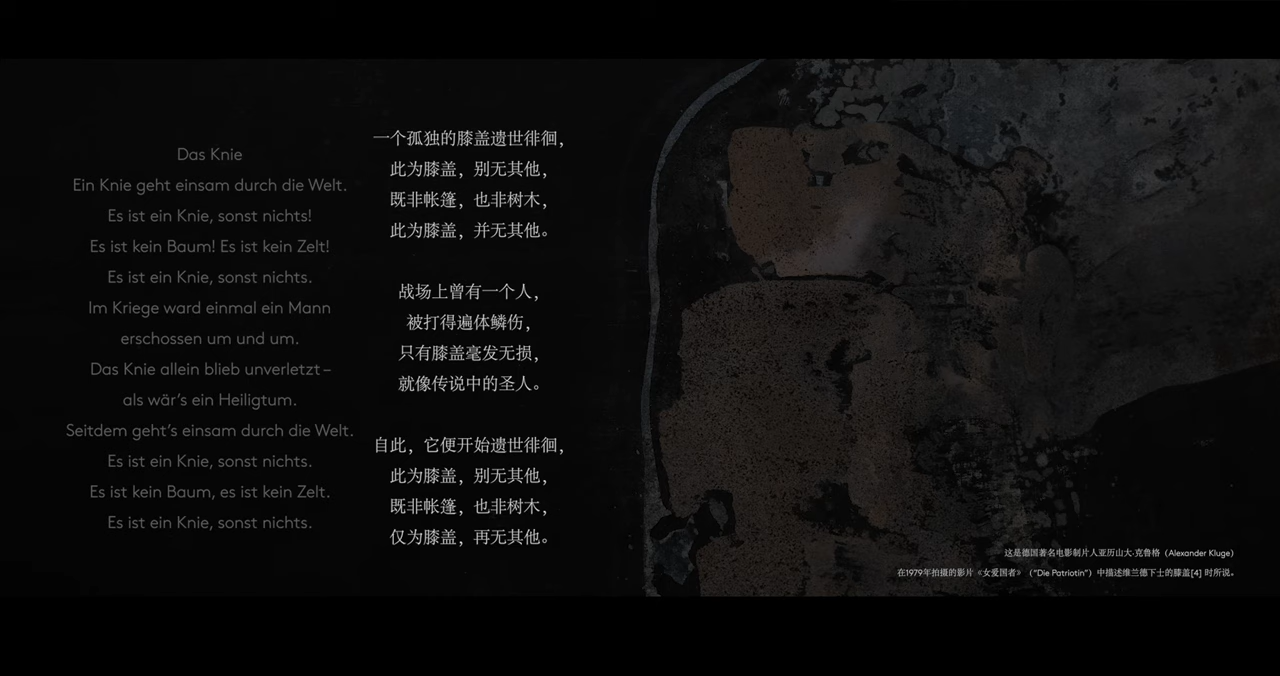 Das Knie
Ein Knie geht einsam durch die Welt.
Es ist ein Knie, sonst nichts!
Es ist kein Baum! Es ist kein Zelt!
Es ist ein Knie, sonst nichts.
Im Kriege ward einmal ein Mann
erschossen um und um.
Das Knie allein blieb unverletzt –
als wär’s ein Heiligtum.
Seitdem geht’s einsam durch die Welt.
Es ist ein Knie, sonst nichts.
Es ist kein Baum, es ist kein Zelt.
Es ist ein Knie, sonst nichts.
一个孤独的膝盖遗世徘徊，
此为膝盖，别无其他，
既非帐篷，也非树木，
此为膝盖，并无其他。
战场上曾有一个人，
被打得遍体鳞伤，
只有膝盖毫发无损，
就像传说中的圣人。
自此，它便开始遗世徘徊，
此为膝盖，别无其他，
既非帐篷，也非树木，
仅为膝盖，再无其他。
这是德国著名电影制片人亚历山大·克鲁格（Alexander Kluge）
在1979年拍摄的影片《女爱国者》（“Die Patriotin”）中描述维兰德下士的膝盖[4] 时所说。